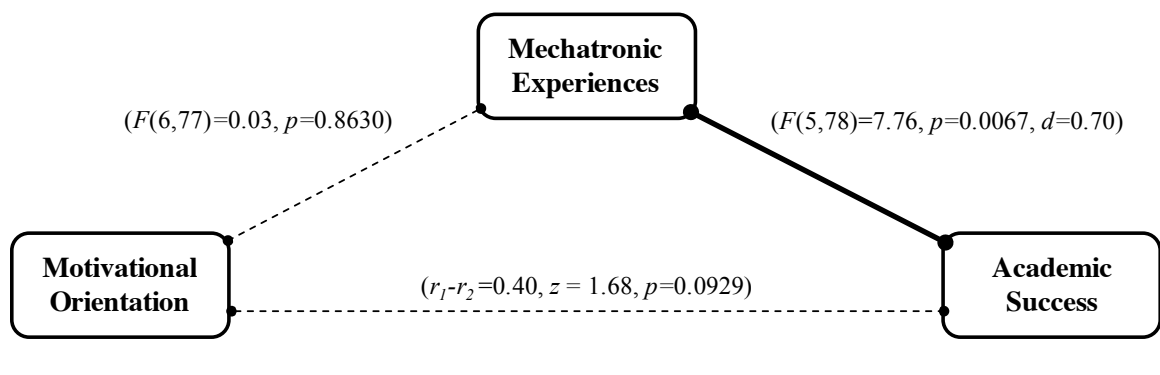 Mechatronic
Experiences
(F(6,77)=0.03, p=0.8630)
(F(5,78)=7.76, p=0.0067, d=0.70)
Motivational
Orientation
(r1-r2=0.40, z = 1.68, p=0.0929)
Academic
Success